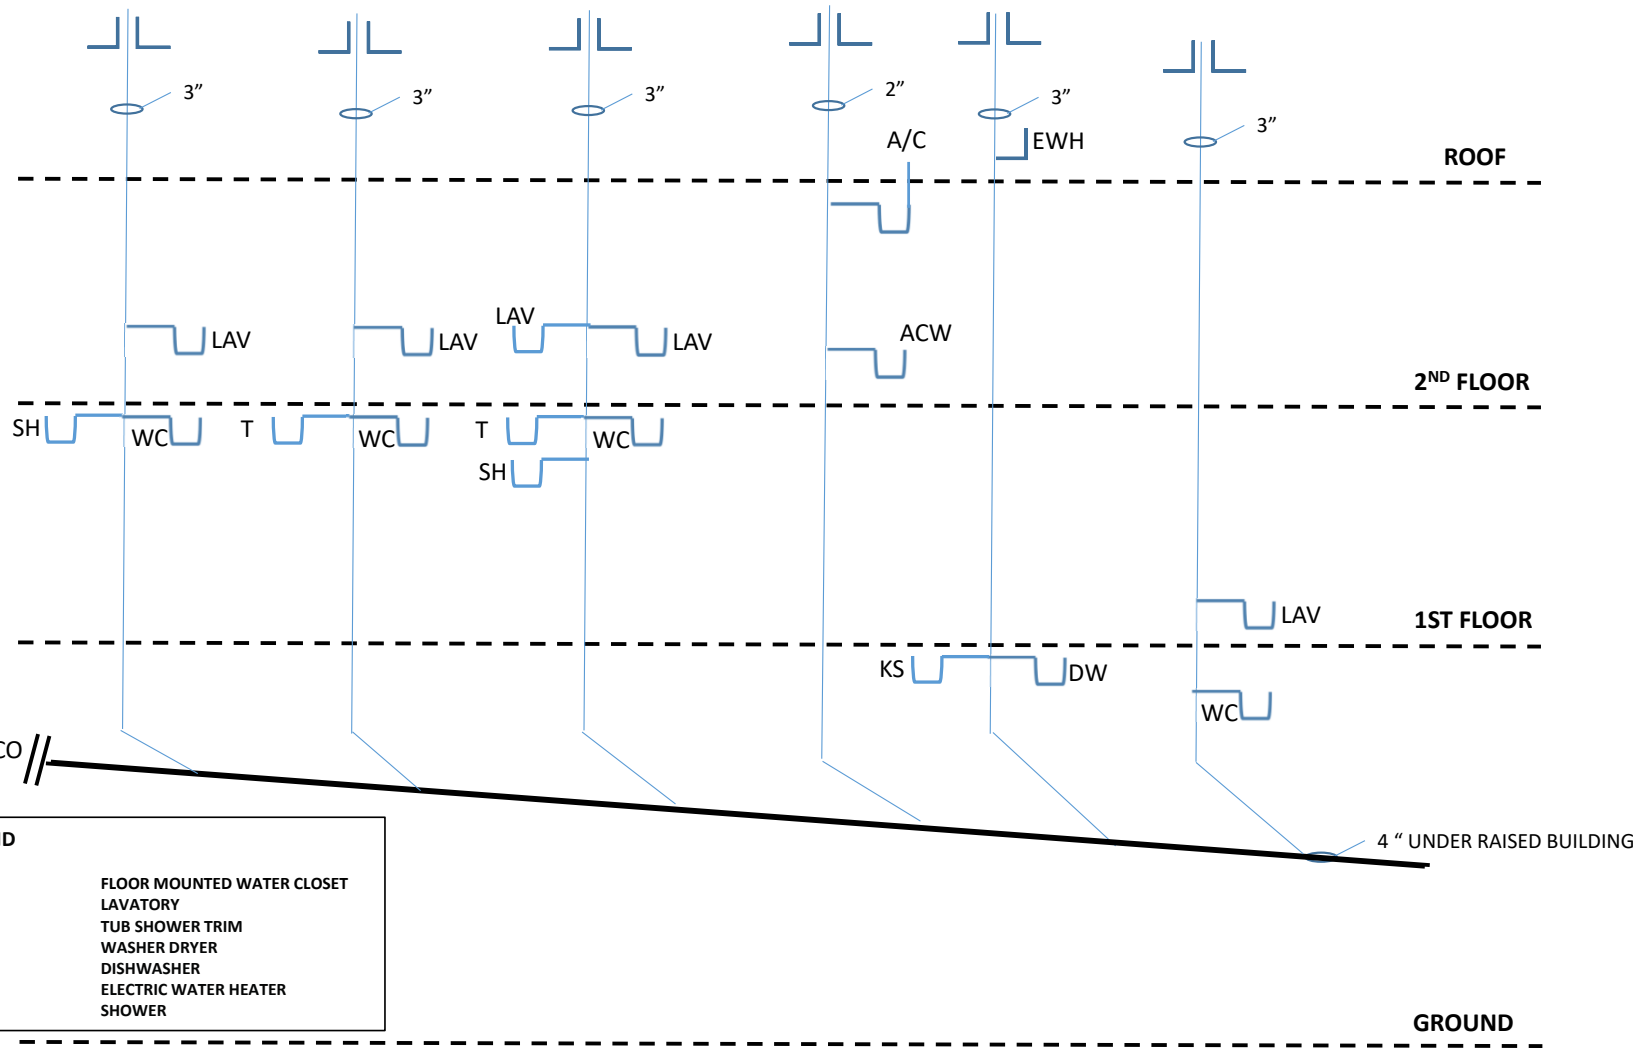 3”
3”
3”
2”
3”
3”
A/C
EWH
ROOF
LAV
LAV
LAV
LAV
ACW
2ND FLOOR
SH
WC
T
WC
T
WC
SH
LAV
1ST FLOOR
KS
DW
WC
CO
4 “ UNDER RAISED BUILDING
ND
FLOOR MOUNTED WATER CLOSET
LAVATORY
TUB SHOWER TRIM
WASHER DRYER
DISHWASHER
ELECTRIC WATER HEATER
SHOWER
GROUND